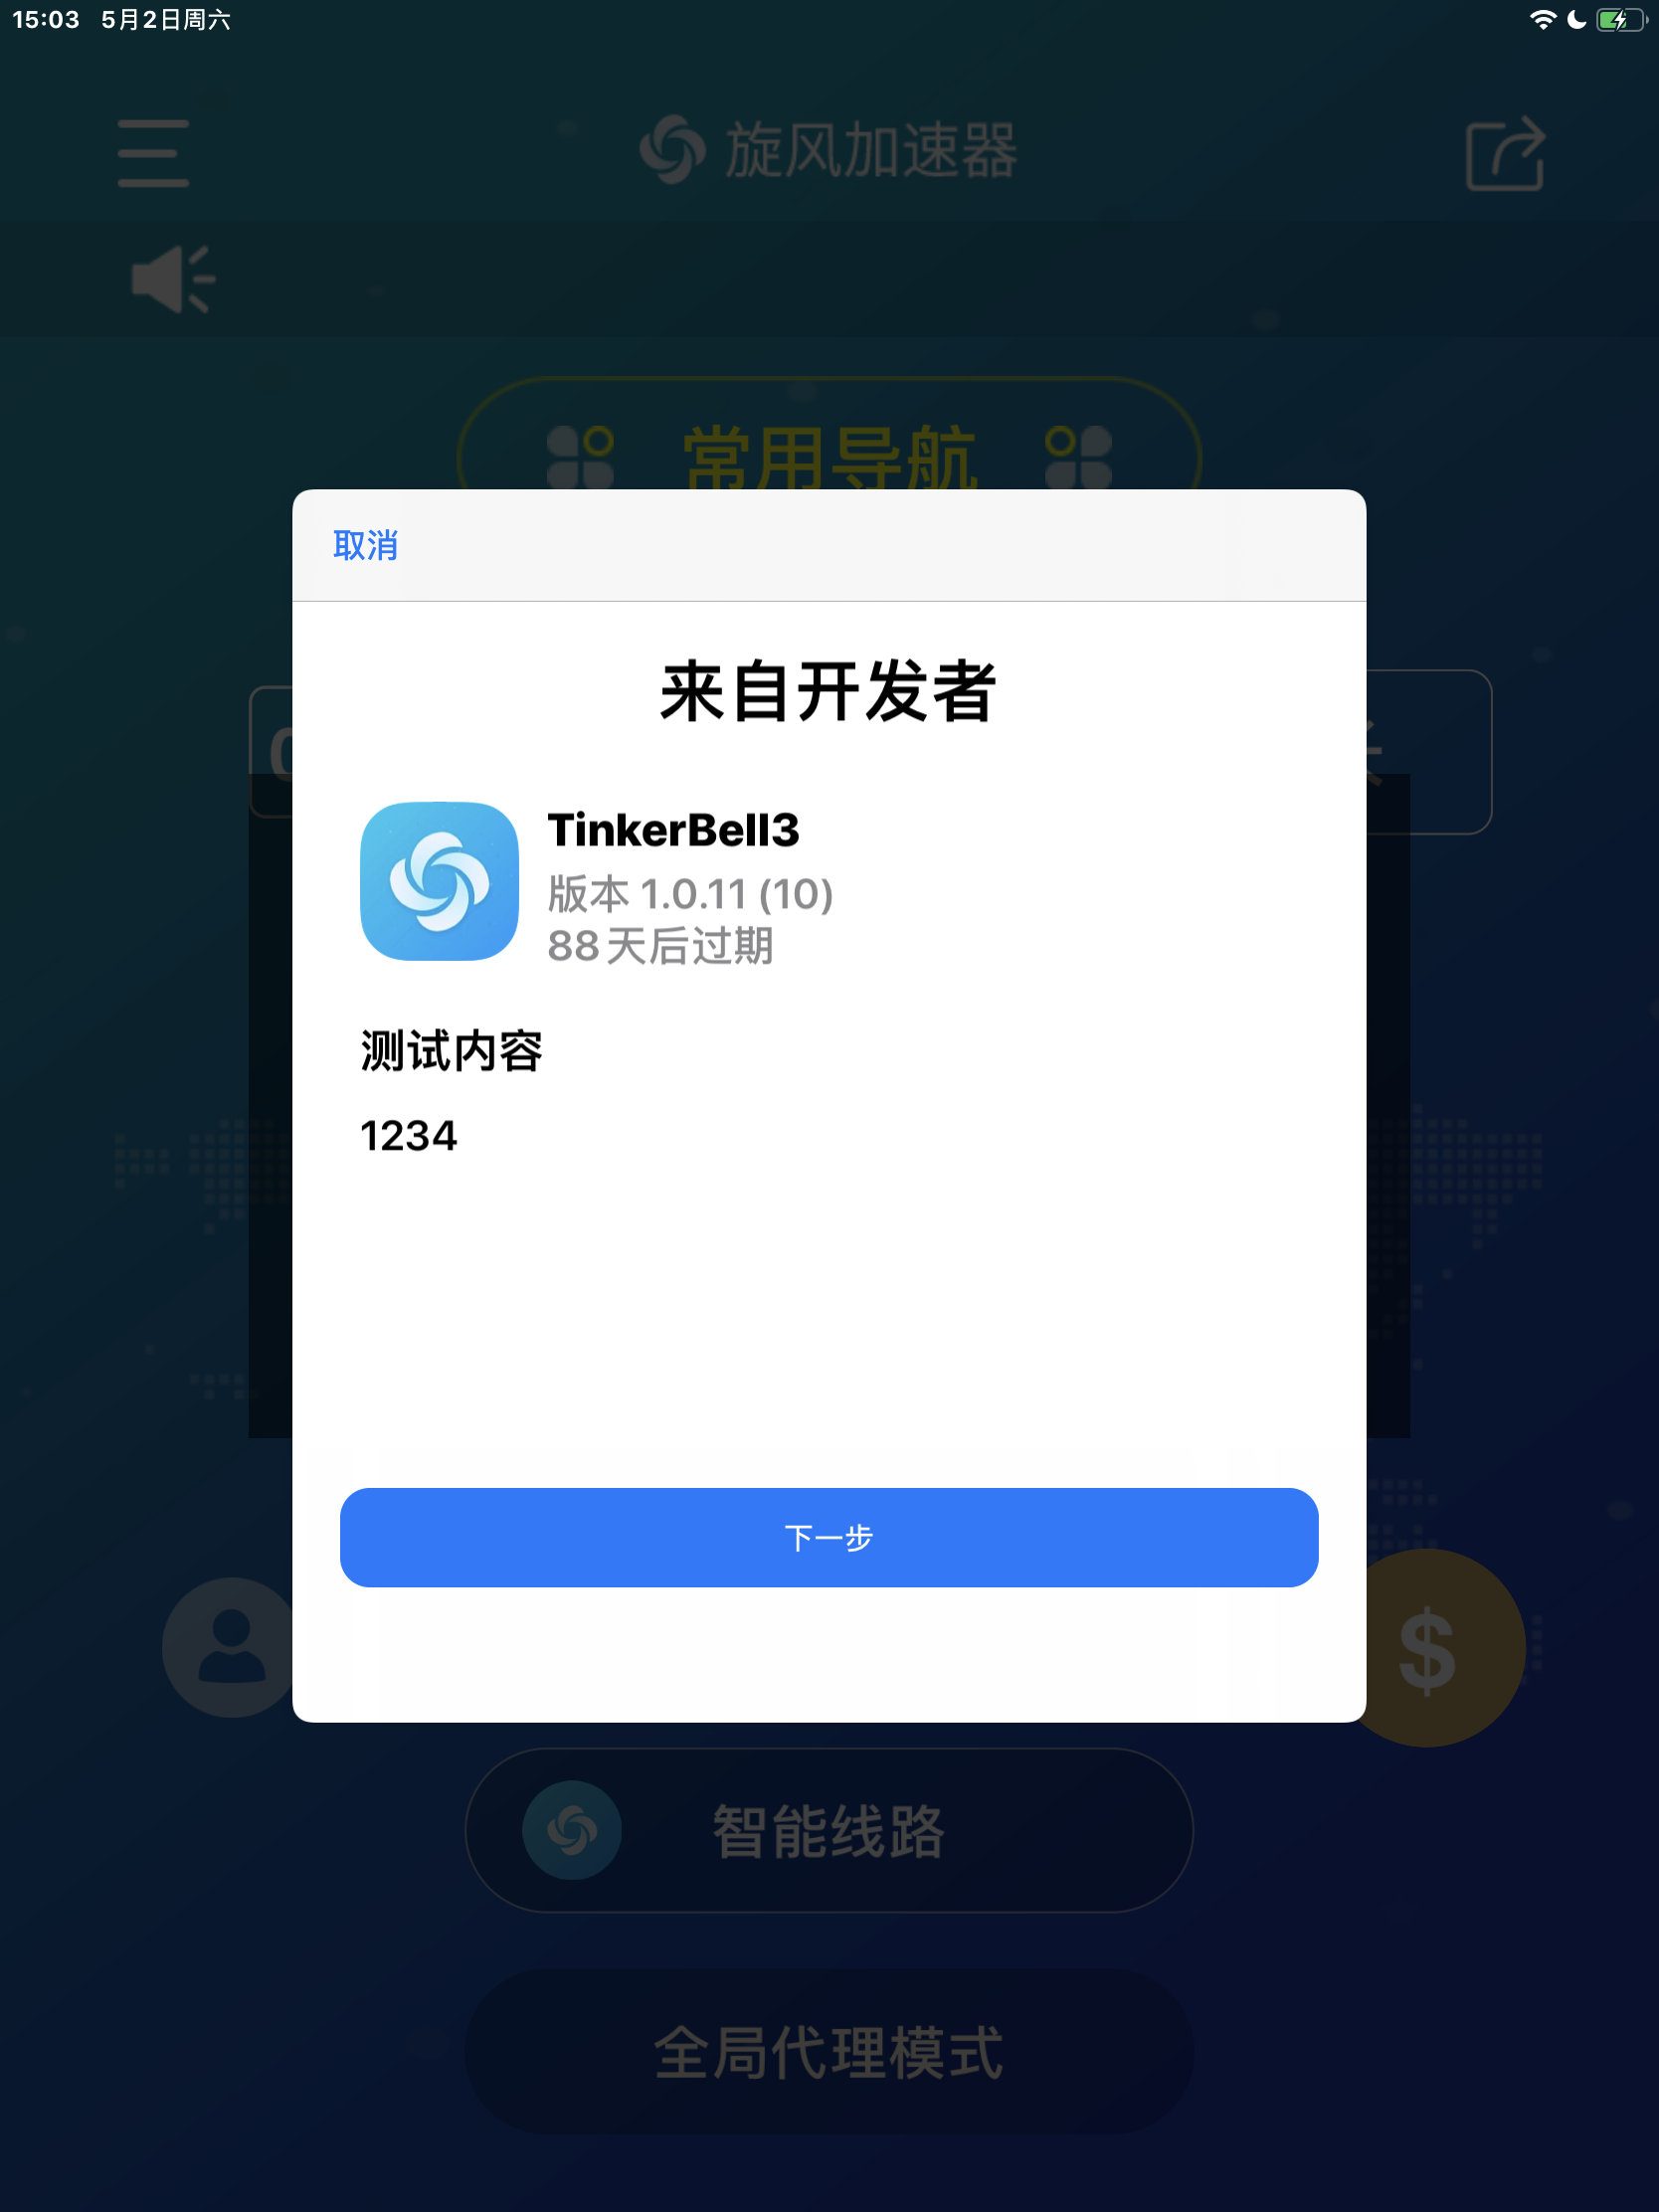 15:03 5月2日周六
旋风加速器
常用导航
取消
来自开发者
TinkerBell3
版本 1.0.11 (10)
88天后过期
测试内容
1234
下一步
$
智能线路
全局代理模式